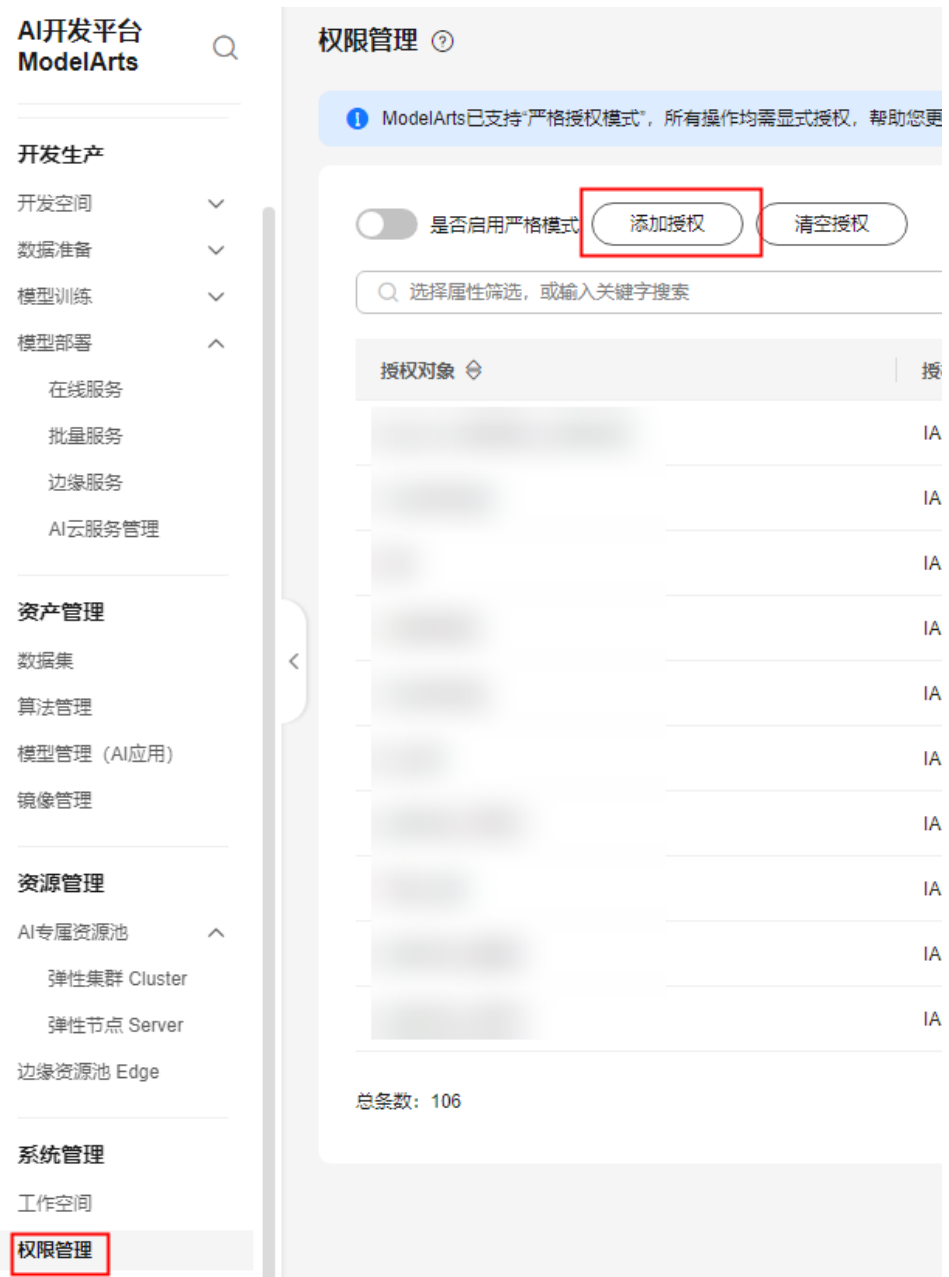 AI开发平台
ModelArts
开发生产
开发空间
数据准备
模型训练
模型部署
在线服务
批量服务
边缘服务
AI云服务管理
资产管理
数据集
算法管理
模型管理（AI应用）
镜像管理
资源管理
AI专属资源池
弹性集群 Cluster
弹性节点 Server
边缘资源池 Edge
系统管理
工作空间
权限管理
权限管理
ModelArts已支持“严格授权模式”，所有操作均需显式授权，帮助您更
是否启用严格模式 添加授权 清空授权
选择属性筛选，或输入关键字搜索
授权对象 授
IA
IA
IA
IA
IA
IA
IA
IA
IA
IA
总条数：106